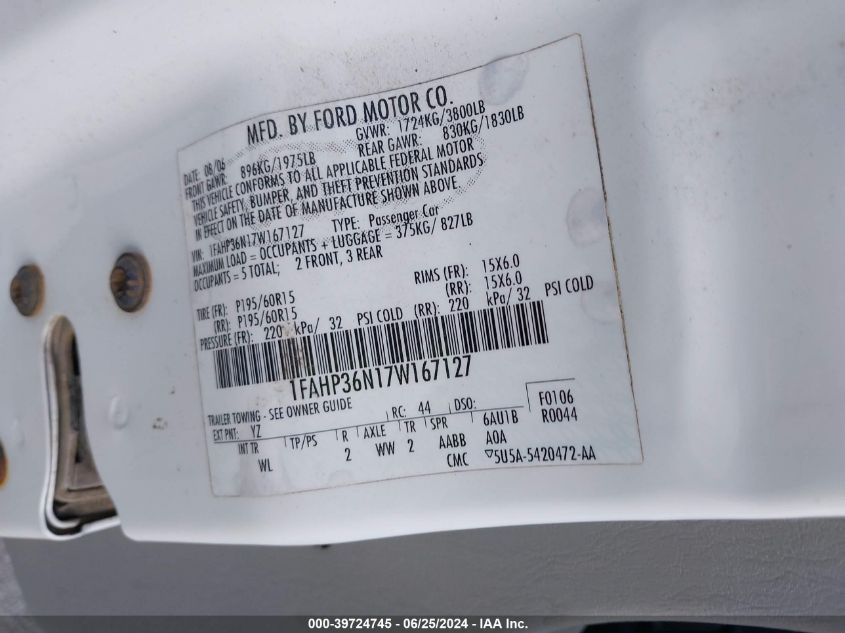 MFD. BY FORD MOTOR CO.
DATE: 08/06 GVWR: 1724KG/3800LB
FRONT GAWR: 896KG/1975LB REAR GAWR: 830KG/1830LB
THIS VEHICLE CONFORMS TO ALL APPLICABLE FEDERAL MOTOR
VEHICLE SAFETY, BUMPER, AND THEFT PREVENTION STANDARDS
IN EFFECT ON THE DATE OF MANUFACTURE SHOWN ABOVE.
VIN: 1FAHP36N17W167127 TYPE: Passenger Car
MAXIMUM LOAD = OCCUPANTS + LUGGAGE = 375KG/ 827LB
OCCUPANTS = 5 TOTAL; 2 FRONT, 3 REAR
TIRE (FR): P195/60R15 RIMS (FR): 15X6.0
(RR): P195/60R15 (RR): 15X6.0
PRESSURE (FR): 220 kPa/ 32 PSI COLD (RR): 220 kPa/ 32 PSI COLD
1FAHP36N17W167127
TRAILER TOWING - SEE OWNER GUIDE
EXT PNT: YZ RC: 44 DSO: F0106
INT TR TP/PS R AXLE TR SPR 6AU1B R0044
WL 2 WW 2 AABB AOA
CMC ▽5U5A-5420472-AA
000-39724745 - 06/25/2024 - IAA Inc.